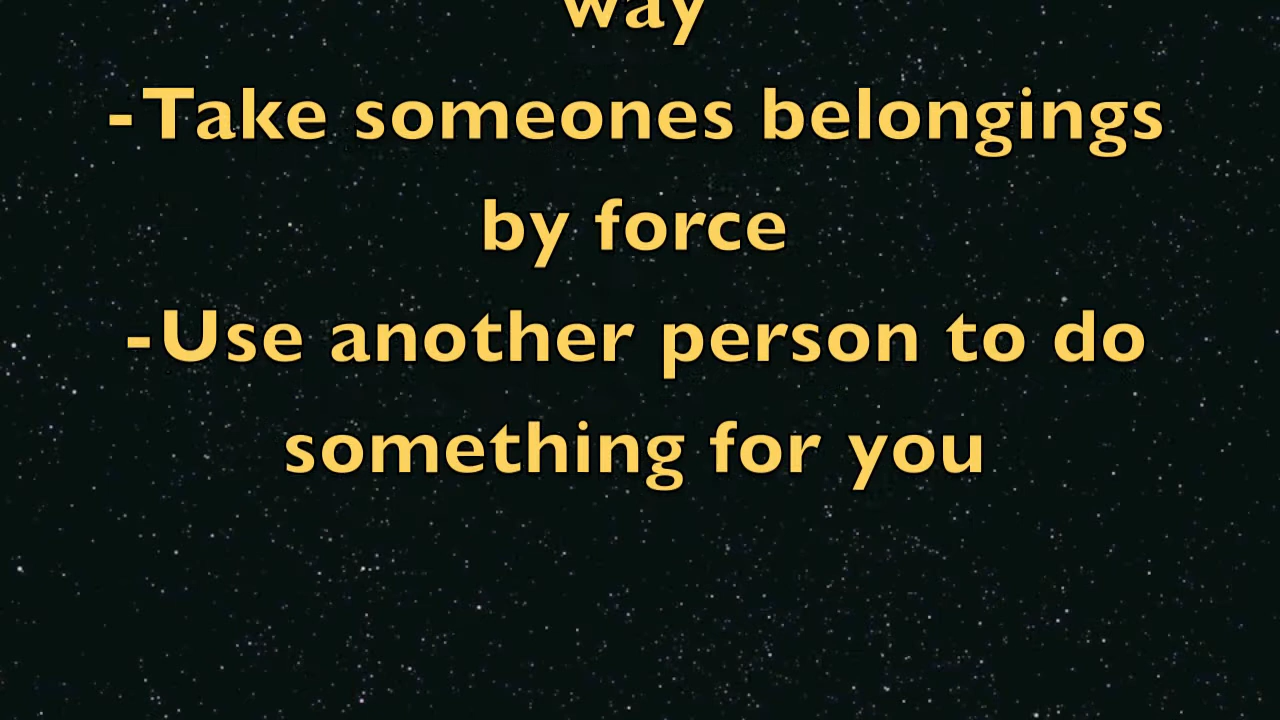 way
-Take someones belongings
by force
-Use another person to do
something for you